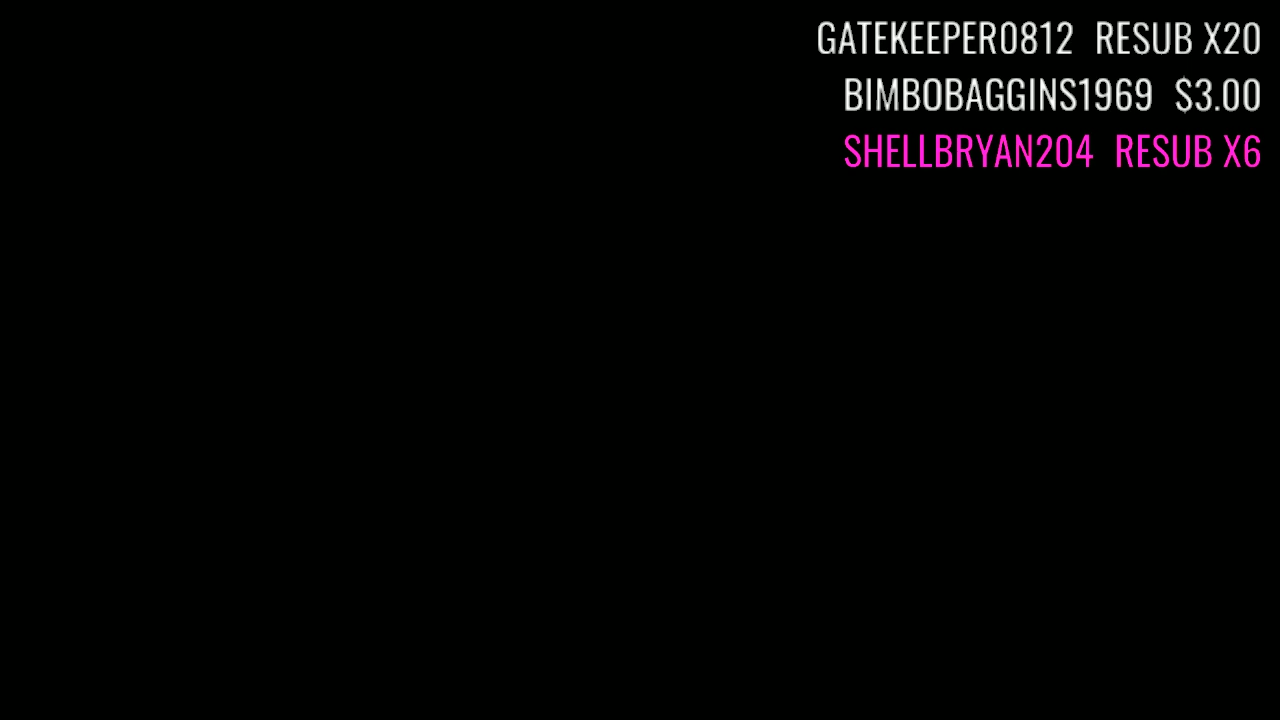 GATEKEEPER0812 RESUB X20
BIMBOBAGGINS1969 $3.00
SHELLBRYAN204 RESUB X6